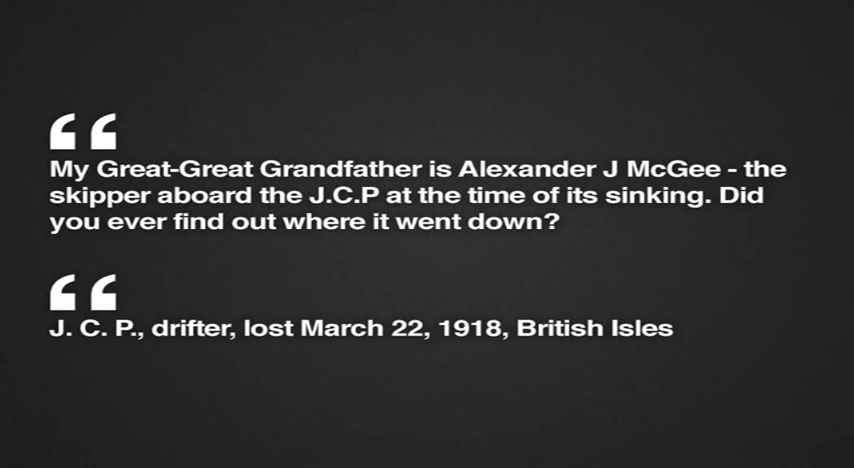 “
My Great-Great Grandfather is Alexander J McGee - the
skipper aboard the J.C.P at the time of its sinking. Did
you ever find out where it went down?
“
J. C. P., drifter, lost March 22, 1918, British Isles